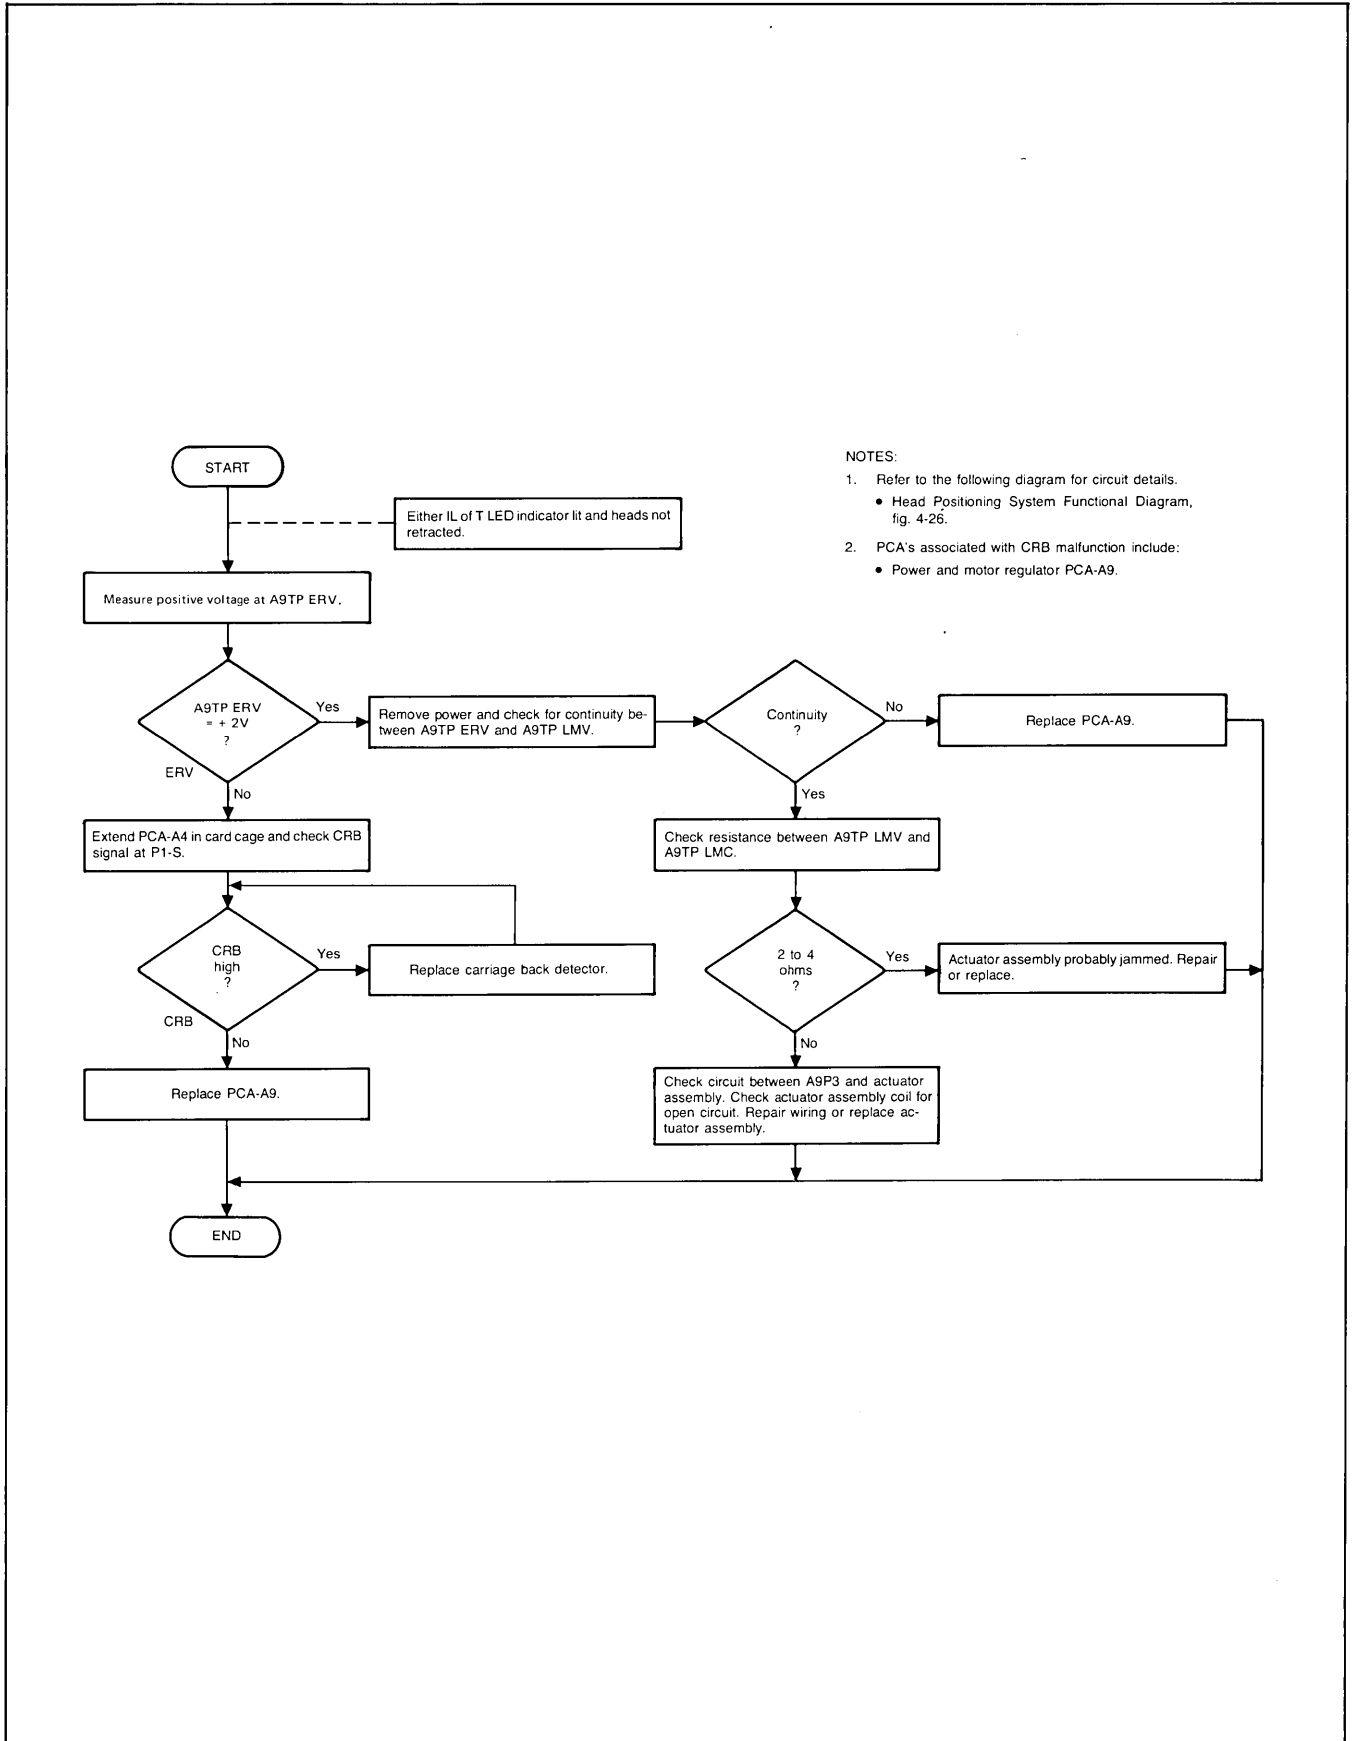 START
Either IL of T LED indicator lit and heads not
retracted.
NOTES:
1. Refer to the following diagram for circuit details.
• Head Positioning System Functional Diagram,
fig. 4-26.
2. PCA's associated with CRB malfunction include:
• Power and motor regulator PCA-A9.
Measure positive voltage at A9TP ERV.
A9TP ERV
= + 2V
?
ERV
Yes
No
Remove power and check for continuity be-
tween A9TP ERV and A9TP LMV.
Continuity
?
No
Yes
Replace PCA-A9.
Extend PCA-A4 in card cage and check CRB
signal at P1-S.
Check resistance between A9TP LMV and
A9TP LMC.
CRB
high
?
CRB
Yes
No
Replace carriage back detector.
2 to 4
ohms
?
Yes
No
Actuator assembly probably jammed. Repair
or replace.
Replace PCA-A9.
Check circuit between A9P3 and actuator
assembly. Check actuator assembly coil for
open circuit. Repair wiring or replace ac-
tuator assembly.
END